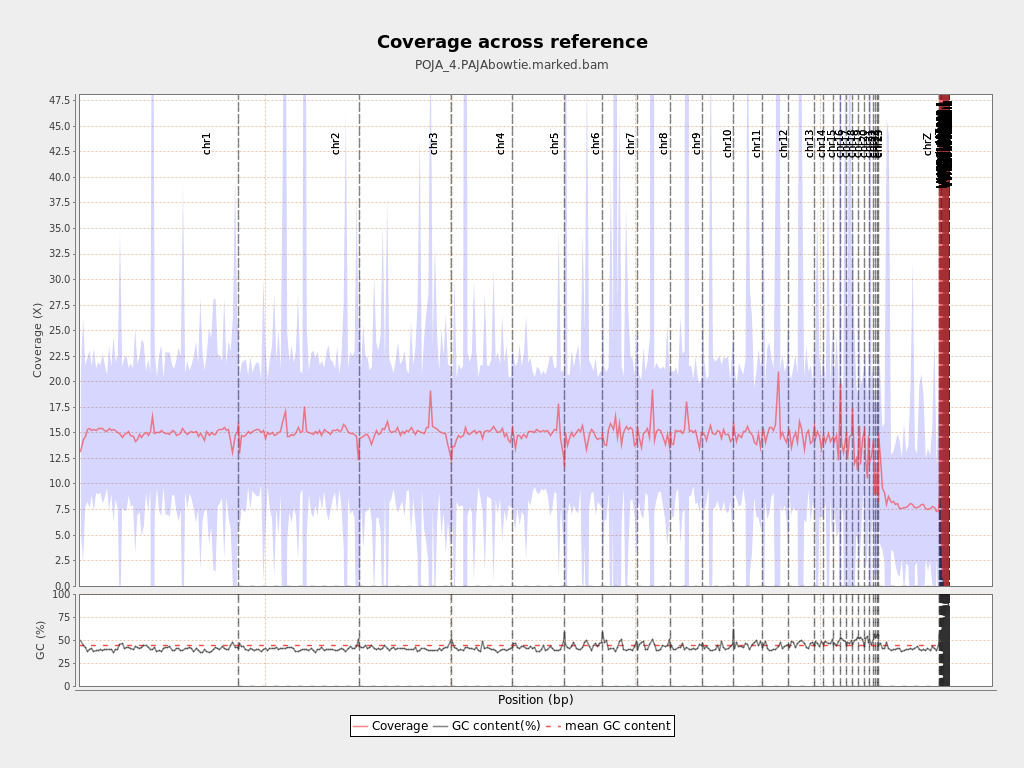 Coverage across reference
POJA_4.PAJAbowtie.marked.bam
47.5
45.0
42.5
40.0
37.5
35.0
32.5
30.0
27.5
25.0
22.5
20.0
17.5
15.0
12.5
10.0
7.5
5.0
2.5
0.0
Coverage (X)
chr1
chr2
chr3
chr4
chr5
chr6
chr7
chr8
chr9
chr10
chr11
chr12
chr13
chr14
chr15
chrZ
100
75
50
25
0
GC (%)
Position (bp)
Coverage GC content(%) mean GC content